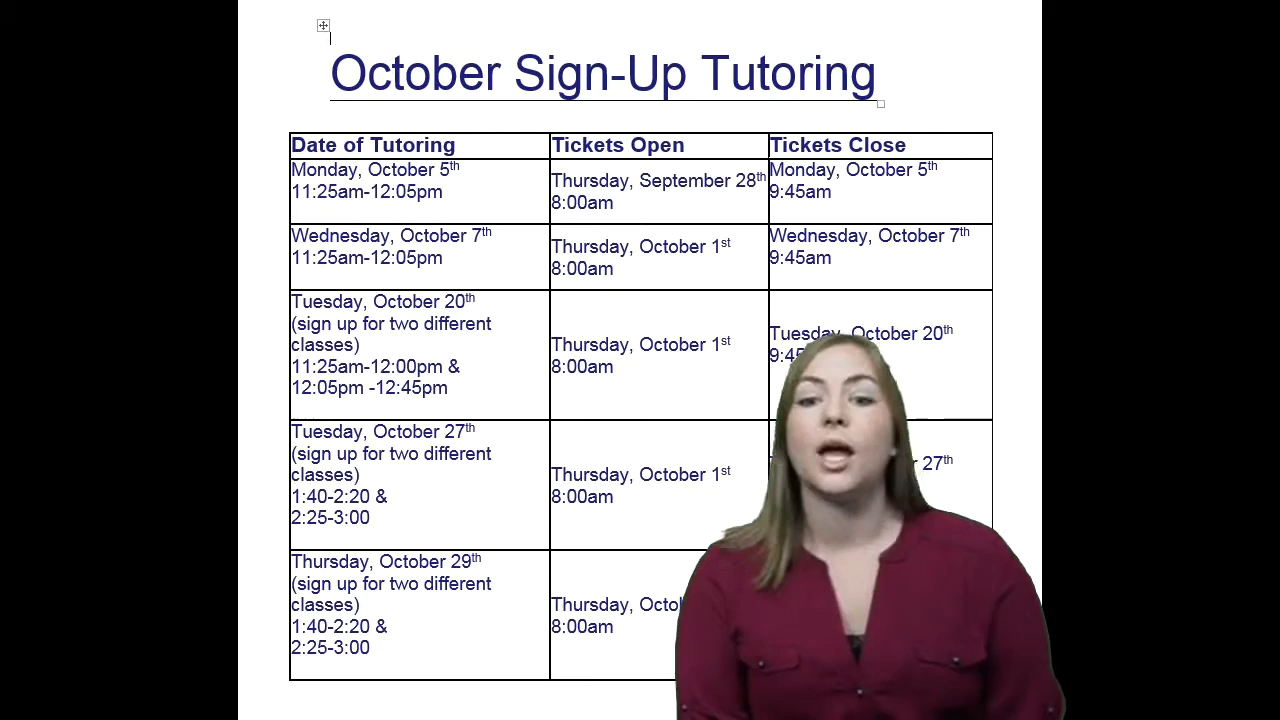 October Sign-Up Tutoring
Date of Tutoring
Tickets Open
Tickets Close
Monday, October 5th
11:25am-12:05pm
Thursday, September 28th
8:00am
Monday, October 5th
9:45am
Wednesday, October 7th
11:25am-12:05pm
Thursday, October 1st
8:00am
Wednesday, October 7th
9:45am
Tuesday, October 20th
(sign up for two different
classes)
11:25am-12:00pm &
12:05pm -12:45pm
Thursday, October 1st
8:00am
Tuesday, October 20th
Tuesday, October 27th
(sign up for two different
classes)
1:40-2:20 &
2:25-3:00
Thursday, October 1st
8:00am
27th
Thursday, October 29th
(sign up for two different
classes)
1:40-2:20 &
2:25-3:00
Thursday,
8:00am